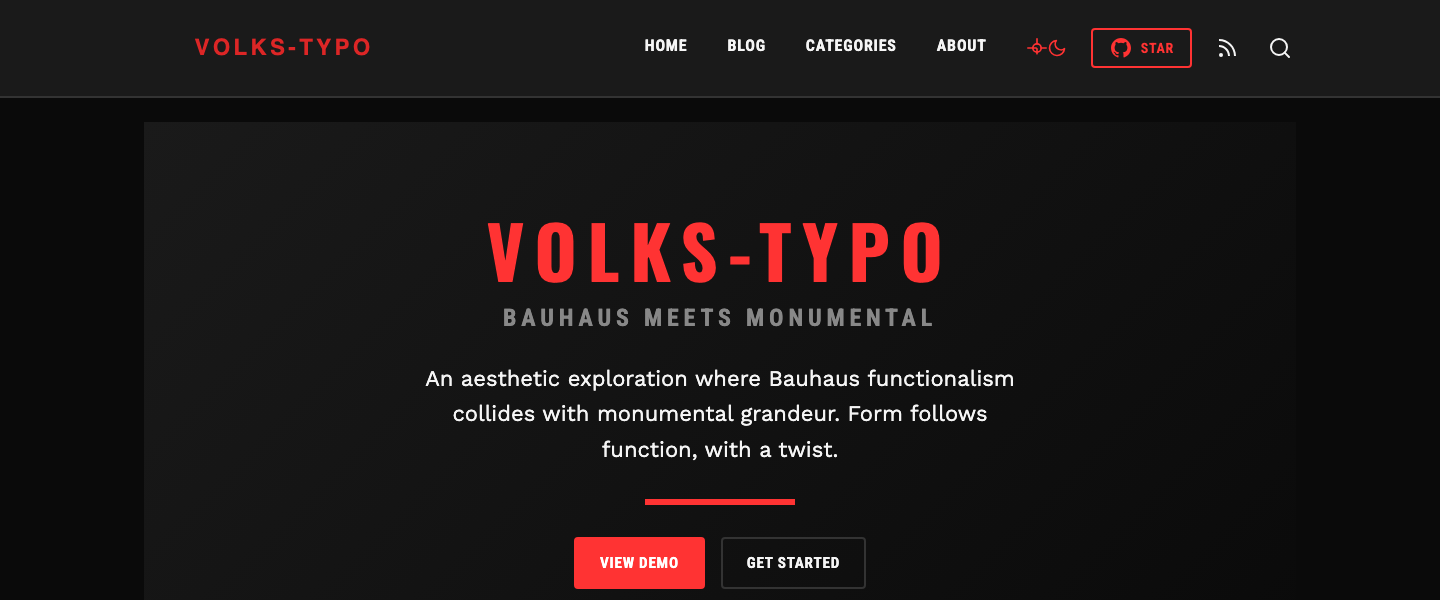 VOLKS-TYPO
HOME
BLOG
CATEGORIES
ABOUT
STAR
VOLKS-TYPO
BAUHAUS MEETS MONUMENTAL
An aesthetic exploration where Bauhaus functionalism
collides with monumental grandeur. Form follows
function, with a twist.
VIEW DEMO
GET STARTED